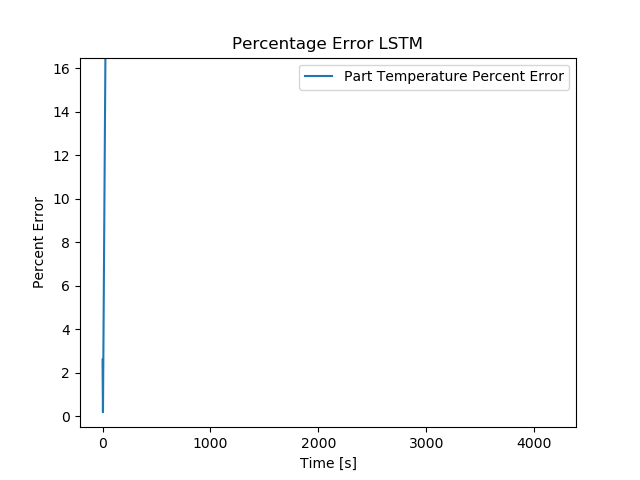 Percentage Error LSTM
Part Temperature Percent Error
16
14
12
10
8
6
4
2
0
Percent Error
0 1000 2000 3000 4000
Time [s]